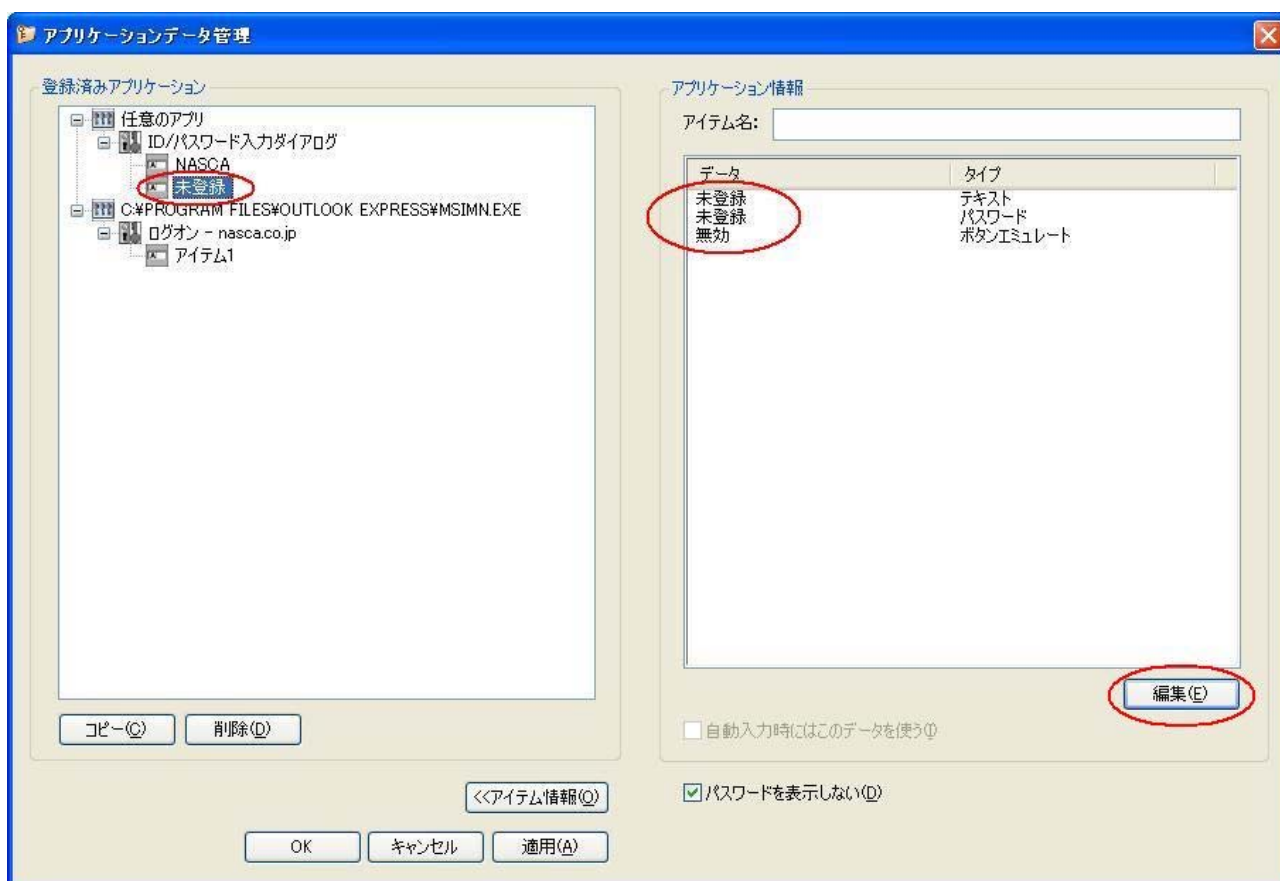 アプリケーションデータ管理
登録済みアプリケーション
任意のアプリ
ID/パスワード入力ダイアログ
NASCA
未登録
C:¥PROGRAM FILES¥OUTLOOK EXPRESS¥MSIMN.EXE
ログオン - nasca.co.jp
アイテム1
コピー(C)
削除(D)
<<アイテム情報(O)
OK
キャンセル
適用(A)
アプリケーション情報
アイテム名:
データ タイプ
未登録 テキスト
未登録 パスワード
無効 ボタンエミュレート
編集(E)
自動入力時にはこのデータを使う(I)
パスワードを表示しない(D)